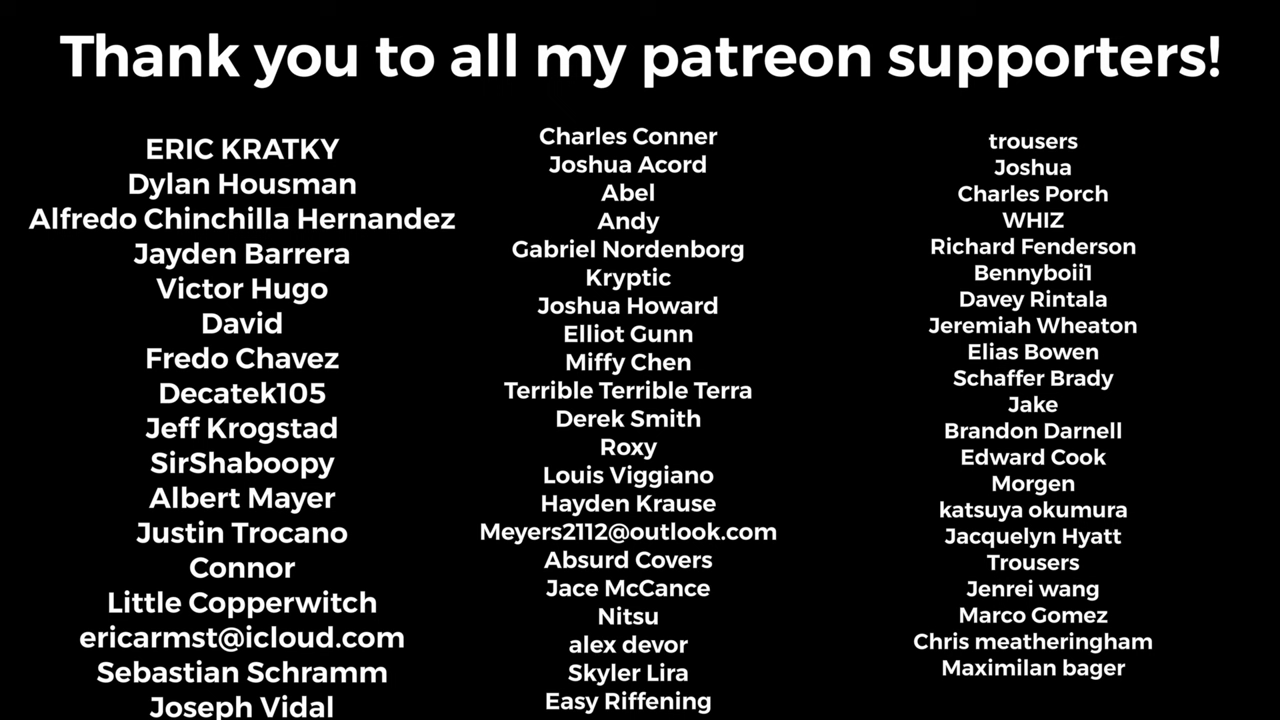 Thank you to all my patreon supporters!
ERIC KRATKY
Dylan Housman
Alfredo Chinchilla Hernandez
Jayden Barrera
Victor Hugo
David
Fredo Chavez
Decatek105
Jeff Krogstad
SirShaboopy
Albert Mayer
Justin Trocano
Connor
Little Copperwitch
ericarmst@icloud.com
Sebastian Schramm
Joseph Vidal
Charles Conner
Joshua Acord
Abel
Andy
Gabriel Nordenborg
Kryptic
Joshua Howard
Elliot Gunn
Miffy Chen
Terrible Terrible Terra
Derek Smith
Roxy
Louis Viggiano
Hayden Krause
Meyers2112@outlook.com
Absurd Covers
Jace McCance
Nitsu
alex devor
Skyler Lira
Easy Riffening
trousers
Joshua
Charles Porch
WHIZ
Richard Fenderson
Bennyboii1
Davey Rintala
Jeremiah Wheaton
Elias Bowen
Schaffer Brady
Jake
Brandon Darnell
Edward Cook
Morgen
katsuya okumura
Jacquelyn Hyatt
Trousers
Jenrei wang
Marco Gomez
Chris meatheringham
Maximilan bager